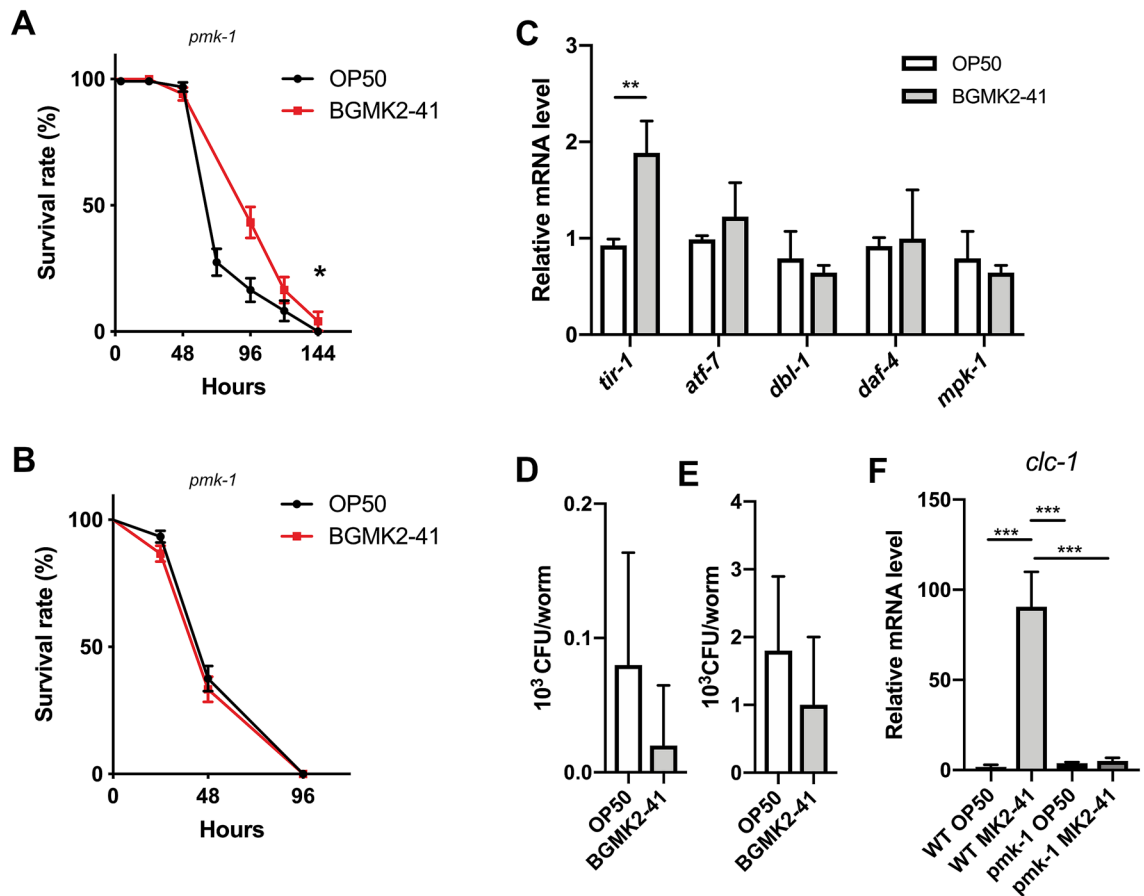 A
pmk-1
OP50
BGMK2-41
Survival rate (%)
100
50
0
0 48 96 144
*
Hours
B
pmk-1
OP50
BGMK2-41
Survival rate (%)
100
50
0
0 48 96
Hours
C
OP50
BGMK2-41
Relative mRNA level
3
2
1
0
**
tir-1 atf-7 dbl-1 daf-4 mpk-1
D
10³ CFU/worm
0.2
0.1
0.0
OP50 BGMK2-41
E
10³CFU/worm
4
3
2
1
0
OP50 BGMK2-41
F
clc-1
Relative mRNA level
150
100
50
0
***
***
***
WT OP50 WT MK2-41 pmk-1 OP50 pmk-1 MK2-41